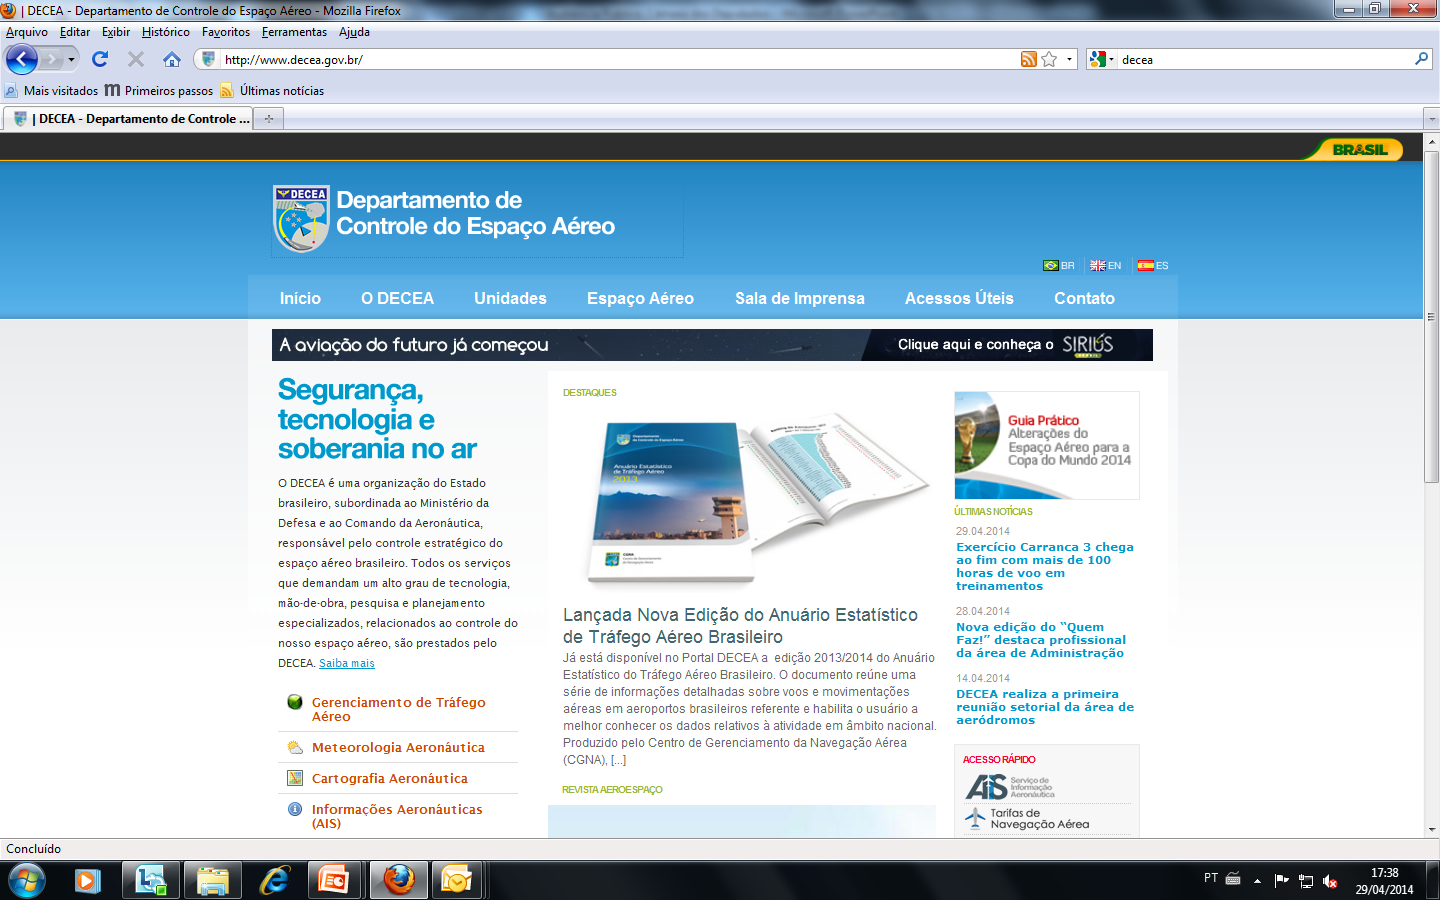 | DECEA - Departamento de Controle do Espaço Aéreo - Mozilla Firefox
Arquivo Editar Exibir Histórico Favoritos Ferramentas Ajuda
http://www.decea.gov.br/
decea
Mais visitados Primeiros passos Últimas notícias
| DECEA - Departamento de Controle ...
BRASIL
DECEA
Departamento de
Controle do Espaço Aéreo
BR EN ES
Início O DECEA Unidades Espaço Aéreo Sala de Imprensa Acessos Úteis Contato
A aviação do futuro já começou
Clique aqui e conheça o SIRIUS
Segurança,
tecnologia e
soberania no ar
O DECEA é uma organização do Estado
brasileiro, subordinada ao Ministério da
Defesa e ao Comando da Aeronáutica,
responsável pelo controle estratégico do
espaço aéreo brasileiro. Todos os serviços
que demandam um alto grau de tecnologia,
mão-de-obra, pesquisa e planejamento
especializados, relacionados ao controle do
nosso espaço aéreo, são prestados pelo
DECEA. Saiba mais
Gerenciamento de Tráfego
Aéreo
Meteorologia Aeronáutica
Cartografia Aeronáutica
Informações Aeronáuticas
(AIS)
DESTAQUES
Departamento
de Controle do Espaço Aéreo
Anuário Estatístico
de Tráfego Aéreo
2013
CGNA
Lançada Nova Edição do Anuário Estatístico
de Tráfego Aéreo Brasileiro
Já está disponível no Portal DECEA a edição 2013/2014 do Anuário
Estatístico do Tráfego Aéreo Brasileiro. O documento reúne uma
série de informações detalhadas sobre voos e movimentações
aéreas em aeroportos brasileiros referente e habilita o usuário a
melhor conhecer os dados relativos à atividade em âmbito nacional.
Produzido pelo Centro de Gerenciamento da Navegação Aérea
(CGNA), [...]
REVISTA AEROESPAÇO
Guia Prático
Alterações do
Espaço Aéreo para a
Copa do Mundo 2014
ÚLTIMAS NOTÍCIAS
29.04.2014
Exercício Carranca 3 chega
ao fim com mais de 100
horas de voo em
treinamentos
28.04.2014
Nova edição do “Quem
Faz!” destaca profissional
da área de Administração
14.04.2014
DECEA realiza a primeira
reunião setorial da área de
aeródromos
ACESSO RÁPIDO
AIS Serviço de
Informação
Aeronáutica
Tarifas de
Navegação Aérea
Concluído
PT
17:38
29/04/2014